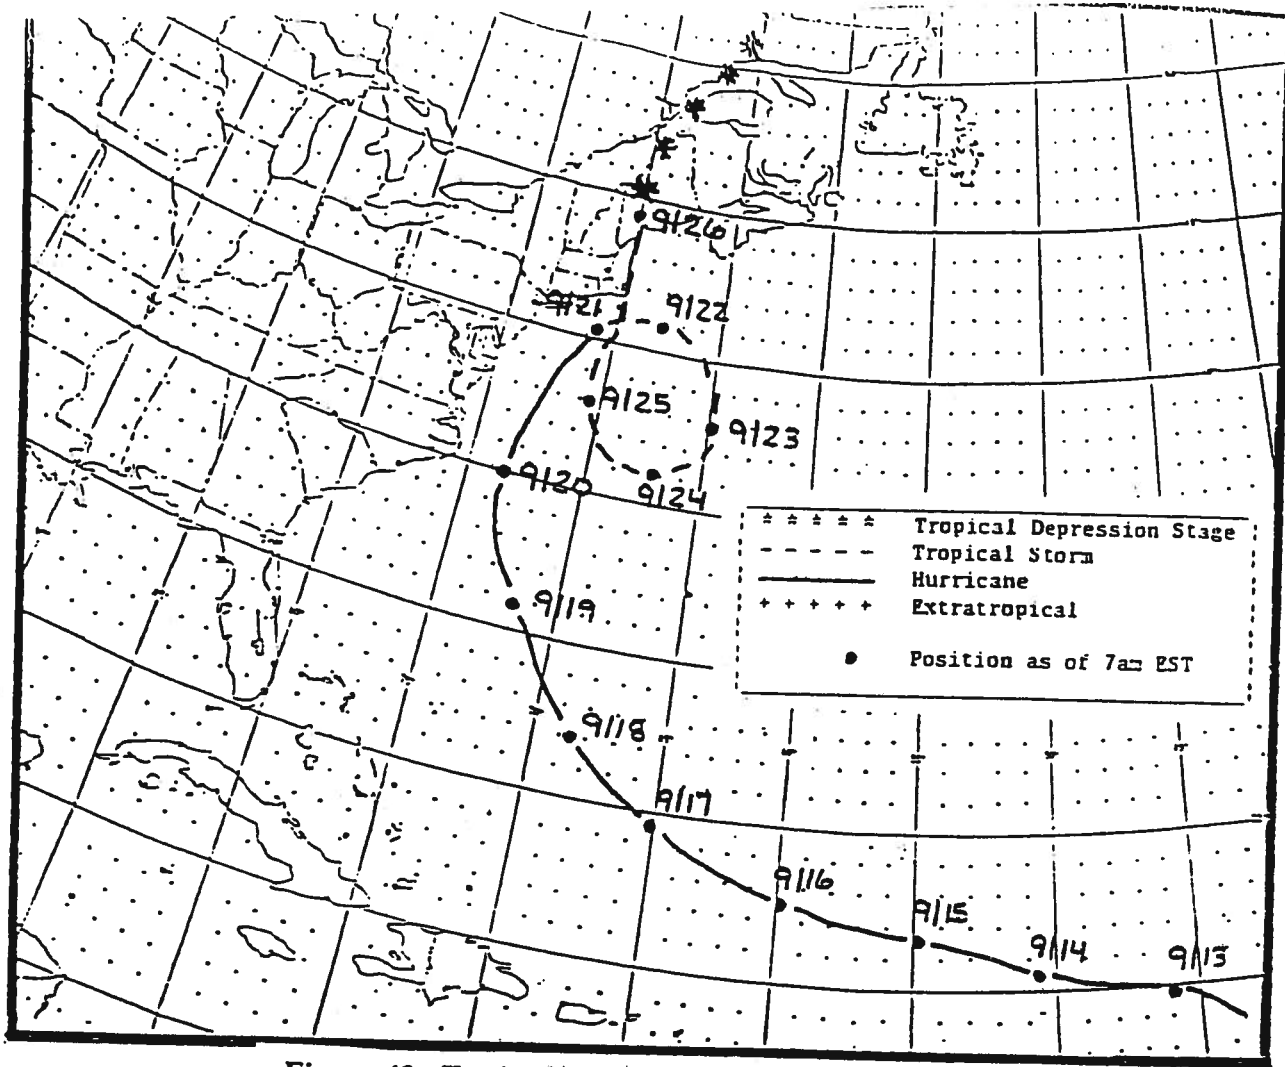 9/26
9/21
9/22
9/25
9/23
9/20
9/24
Tropical Depression Stage
Tropical Storm
Hurricane
Extratropical
Position as of 7am EST
9/19
9/18
9/17
9/16
9/15
9/14
9/13